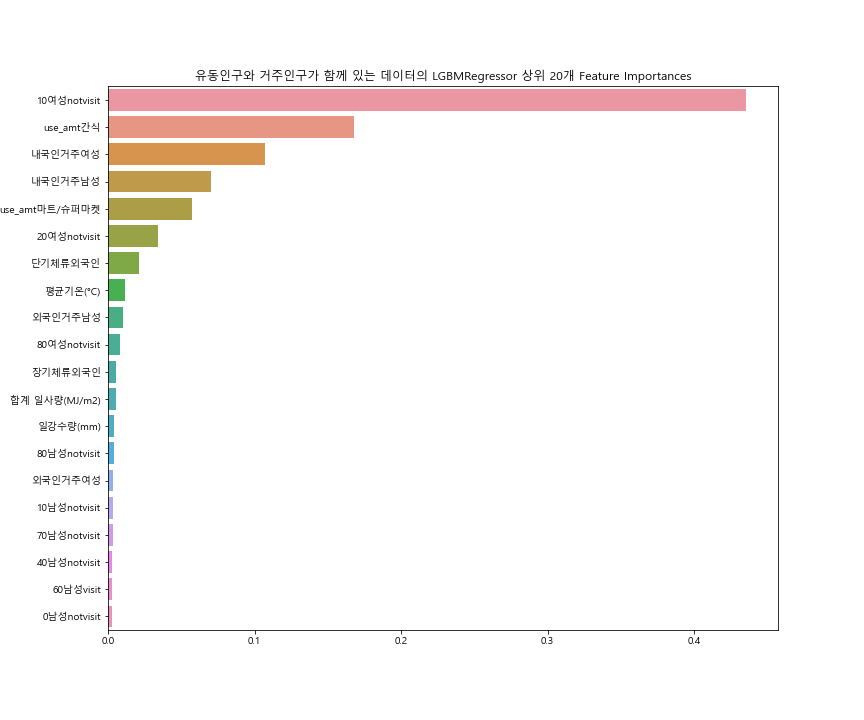 유동인구와 거주인구가 함께 있는 데이터의 LGBMRegressor 상위 20개 Feature Importances
10여성notvisit
use_amt간식
내국인거주여성
내국인거주남성
use_amt마트/슈퍼마켓
20여성notvisit
단기체류외국인
평균기온(°C)
외국인거주남성
80여성notvisit
장기체류외국인
합계 일사량(MJ/m2)
일강수량(mm)
80남성notvisit
외국인거주여성
10남성notvisit
70남성notvisit
40남성notvisit
60남성visit
0남성notvisit
0.0 0.1 0.2 0.3 0.4